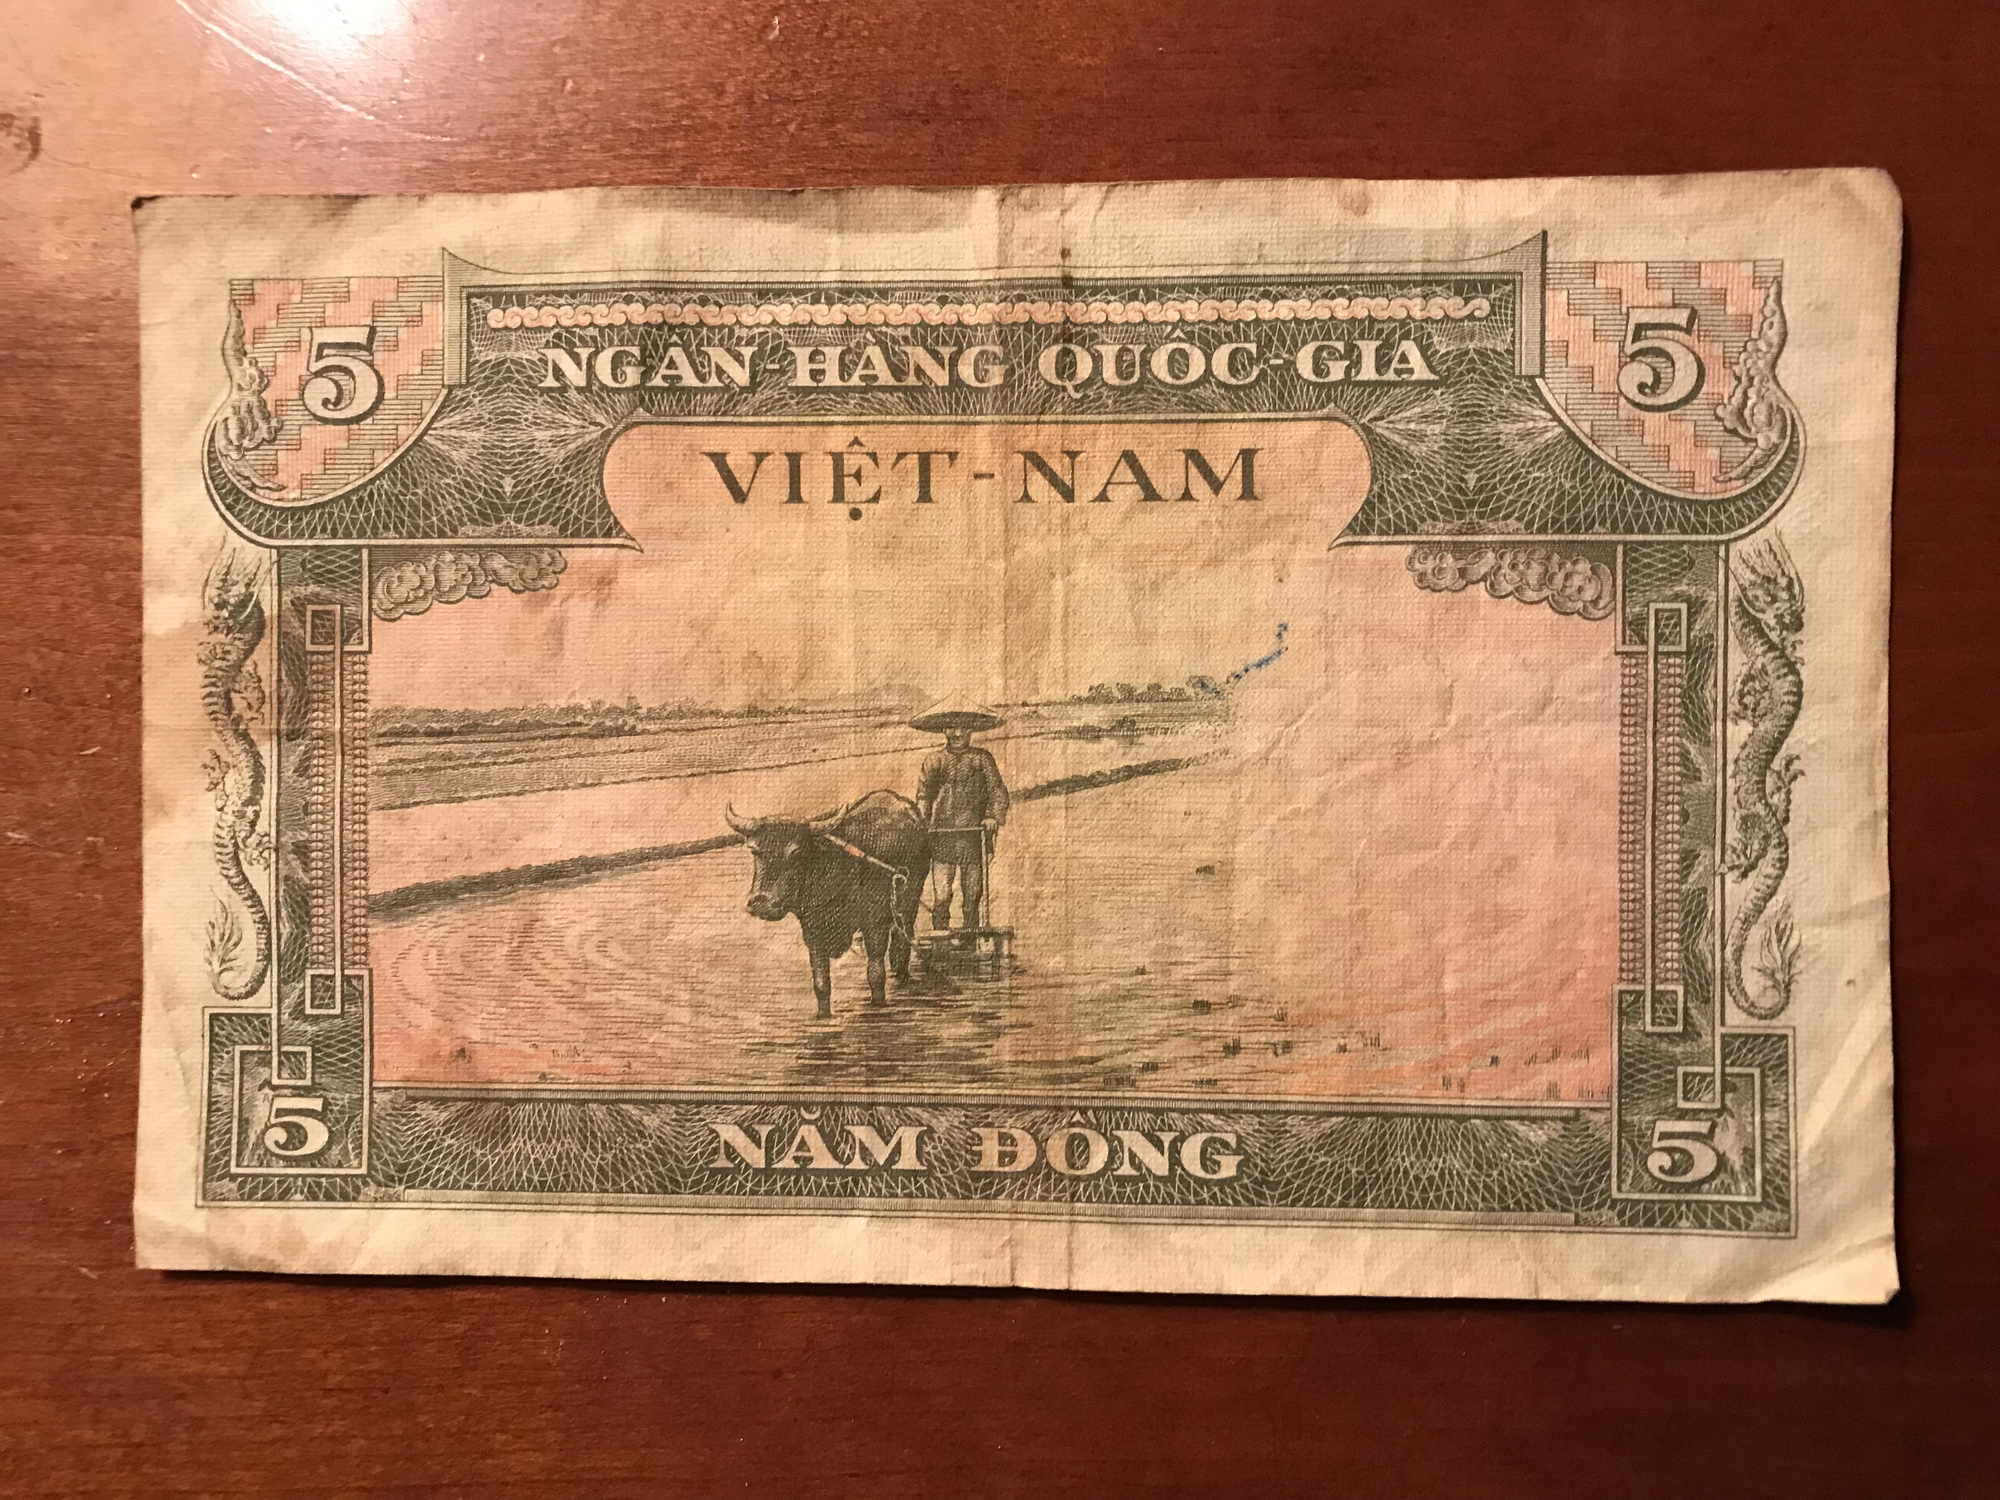 5 5
NGÂN-HÀNG QUỐC-GIA
VIỆT-NAM
5 NĂM ĐỒNG 5